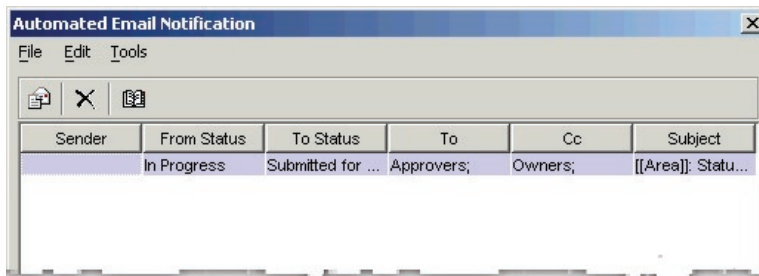 Automated Email Notification
File Edit Tools
Sender From Status To Status To Cc Subject
In Progress Submitted for ... Approvers; Owners; [[Area]]: Statu...